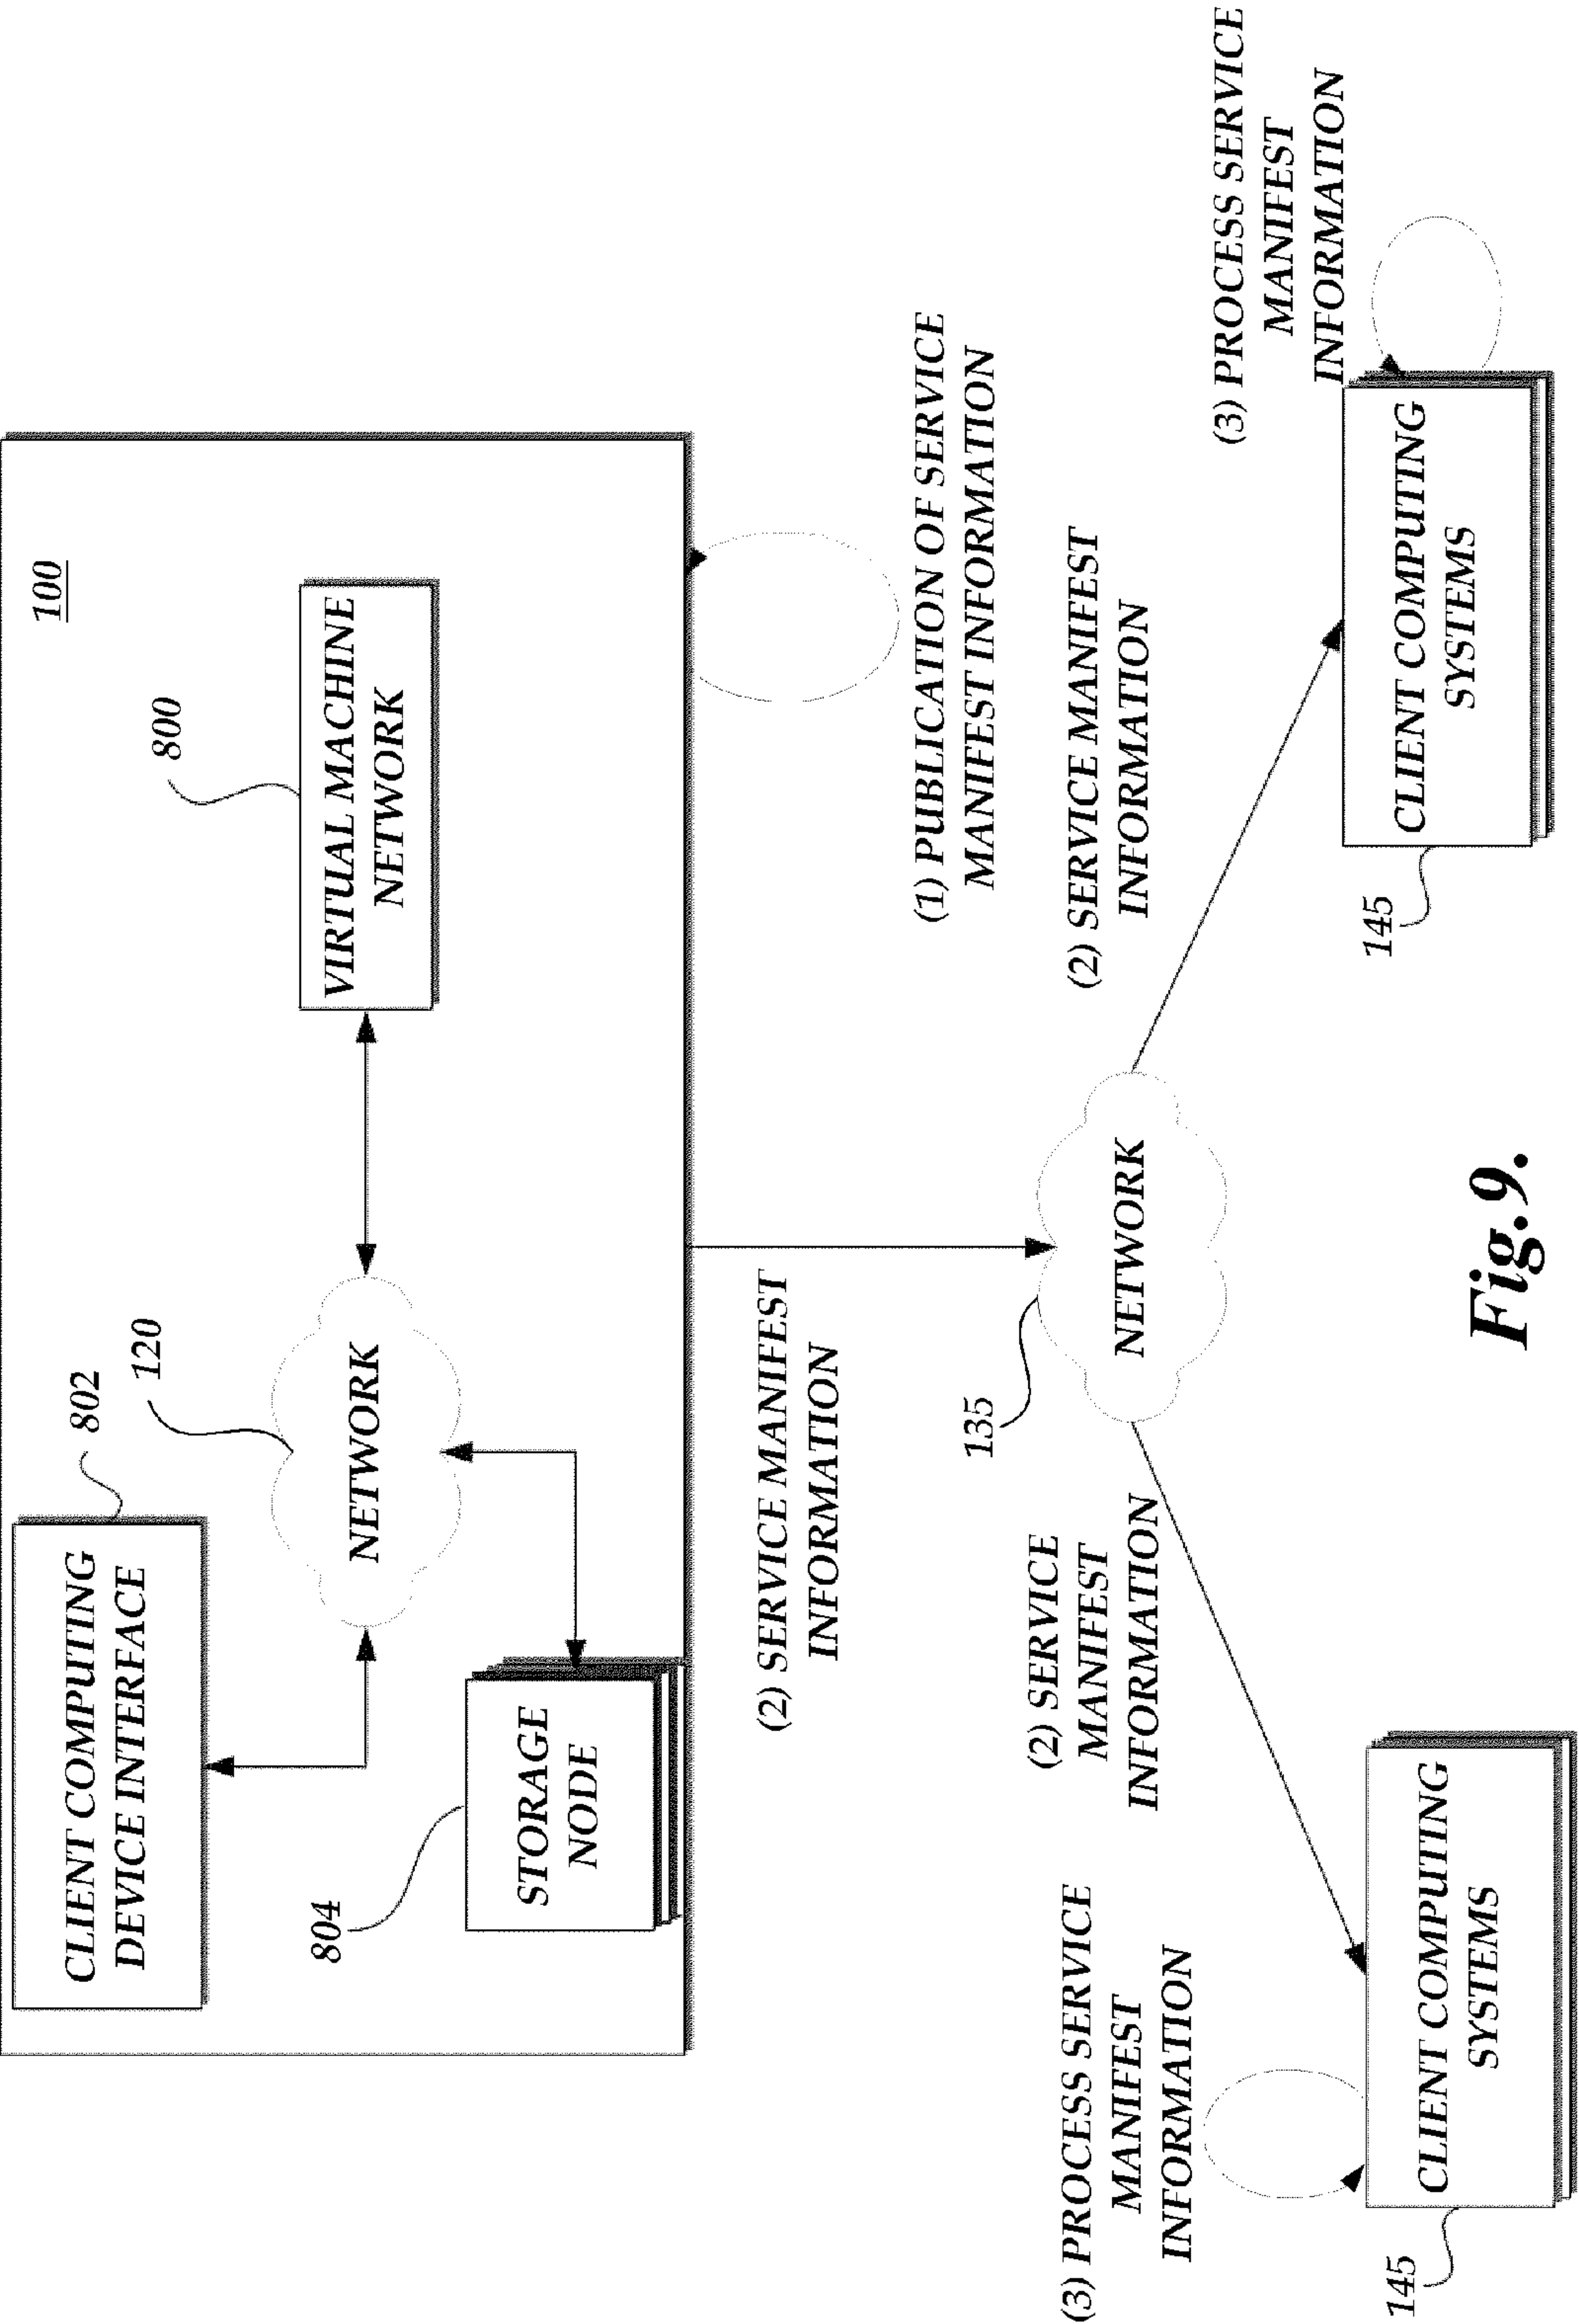 100
CLIENT COMPUTING
DEVICE INTERFACE
802
120
NETWORK
800
VIRTUAL MACHINE
NETWORK
804
STORAGE
NODE
(1) PUBLICATION OF SERVICE
MANIFEST INFORMATION
(2) SERVICE MANIFEST
INFORMATION
135
NETWORK
(2) SERVICE
MANIFEST
INFORMATION
(2) SERVICE MANIFEST
INFORMATION
(3) PROCESS SERVICE
MANIFEST
INFORMATION
145
CLIENT COMPUTING
SYSTEMS
(3) PROCESS SERVICE
MANIFEST
INFORMATION
145
CLIENT COMPUTING
SYSTEMS
Fig.9.